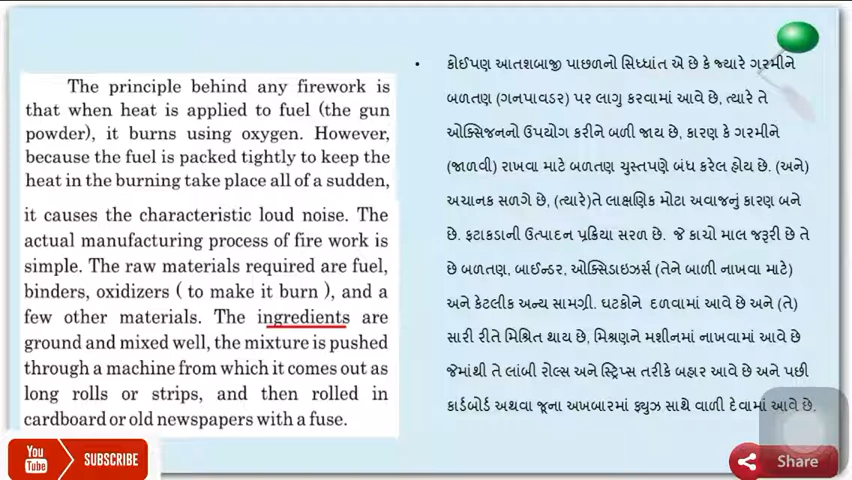 The principle behind any firework is
that when heat is applied to fuel (the gun
powder), it burns using oxygen. However,
because the fuel is packed tightly to keep the
heat in the burning take place all of a sudden,
it causes the characteristic loud noise. The
actual manufacturing process of fire work is
simple. The raw materials required are fuel,
binders, oxidizers ( to make it burn ), and a
few other materials. The ingredients are
ground and mixed well, the mixture is pushed
through a machine from which it comes out as
long rolls or strips, and then rolled in
cardboard or old newspapers with a fuse.
• કોઈપણ આતશબાજી પાછળનો સિધ્ધાંત એ છે કે જ્યારે ગરમીને
બળતણ (ગનપાવડર) પર લાગુ કરવામાં આવે છે, ત્યારે તે
ઓક્સિજનનો ઉપયોગ કરીને બળી જાય છે, કારણ કે ગરમીને
(જાળવી) રાખવા માટે બળતણ ચુસ્તપણે બંધ કરેલ હોય છે. (અને)
અચાનક સળગે છે, (ત્યારે)તે લાક્ષણિક મોટા અવાજનું કારણ બને
છે. ફટાકડાની ઉત્પાદન પ્રક્રિયા સરળ છે. જે કાચો માલ જરૂરી છે તે
છે બળતણ, બાઈન્ડર, ઓક્સિડાઇઝર્સ (તેને બાળી નાખવા માટે)
અને કેટલીક અન્ય સામગ્રી. ઘટકોને દળવામાં આવે છે અને (તે)
સારી રીતે મિશ્રિત થાય છે, મિશ્રણને મશીનમાં નાખવામાં આવે છે
જેમાંથી તે લાંબી રોલ્સ અને સ્ટ્રિપ્સ તરીકે બહાર આવે છે અને પછી
કાર્ડબોર્ડ અથવા જૂના અખબારમાં ફ્યુઝ સાથે વાળી દેવામાં આવે છે.
You
Tube
SUBSCRIBE
Share